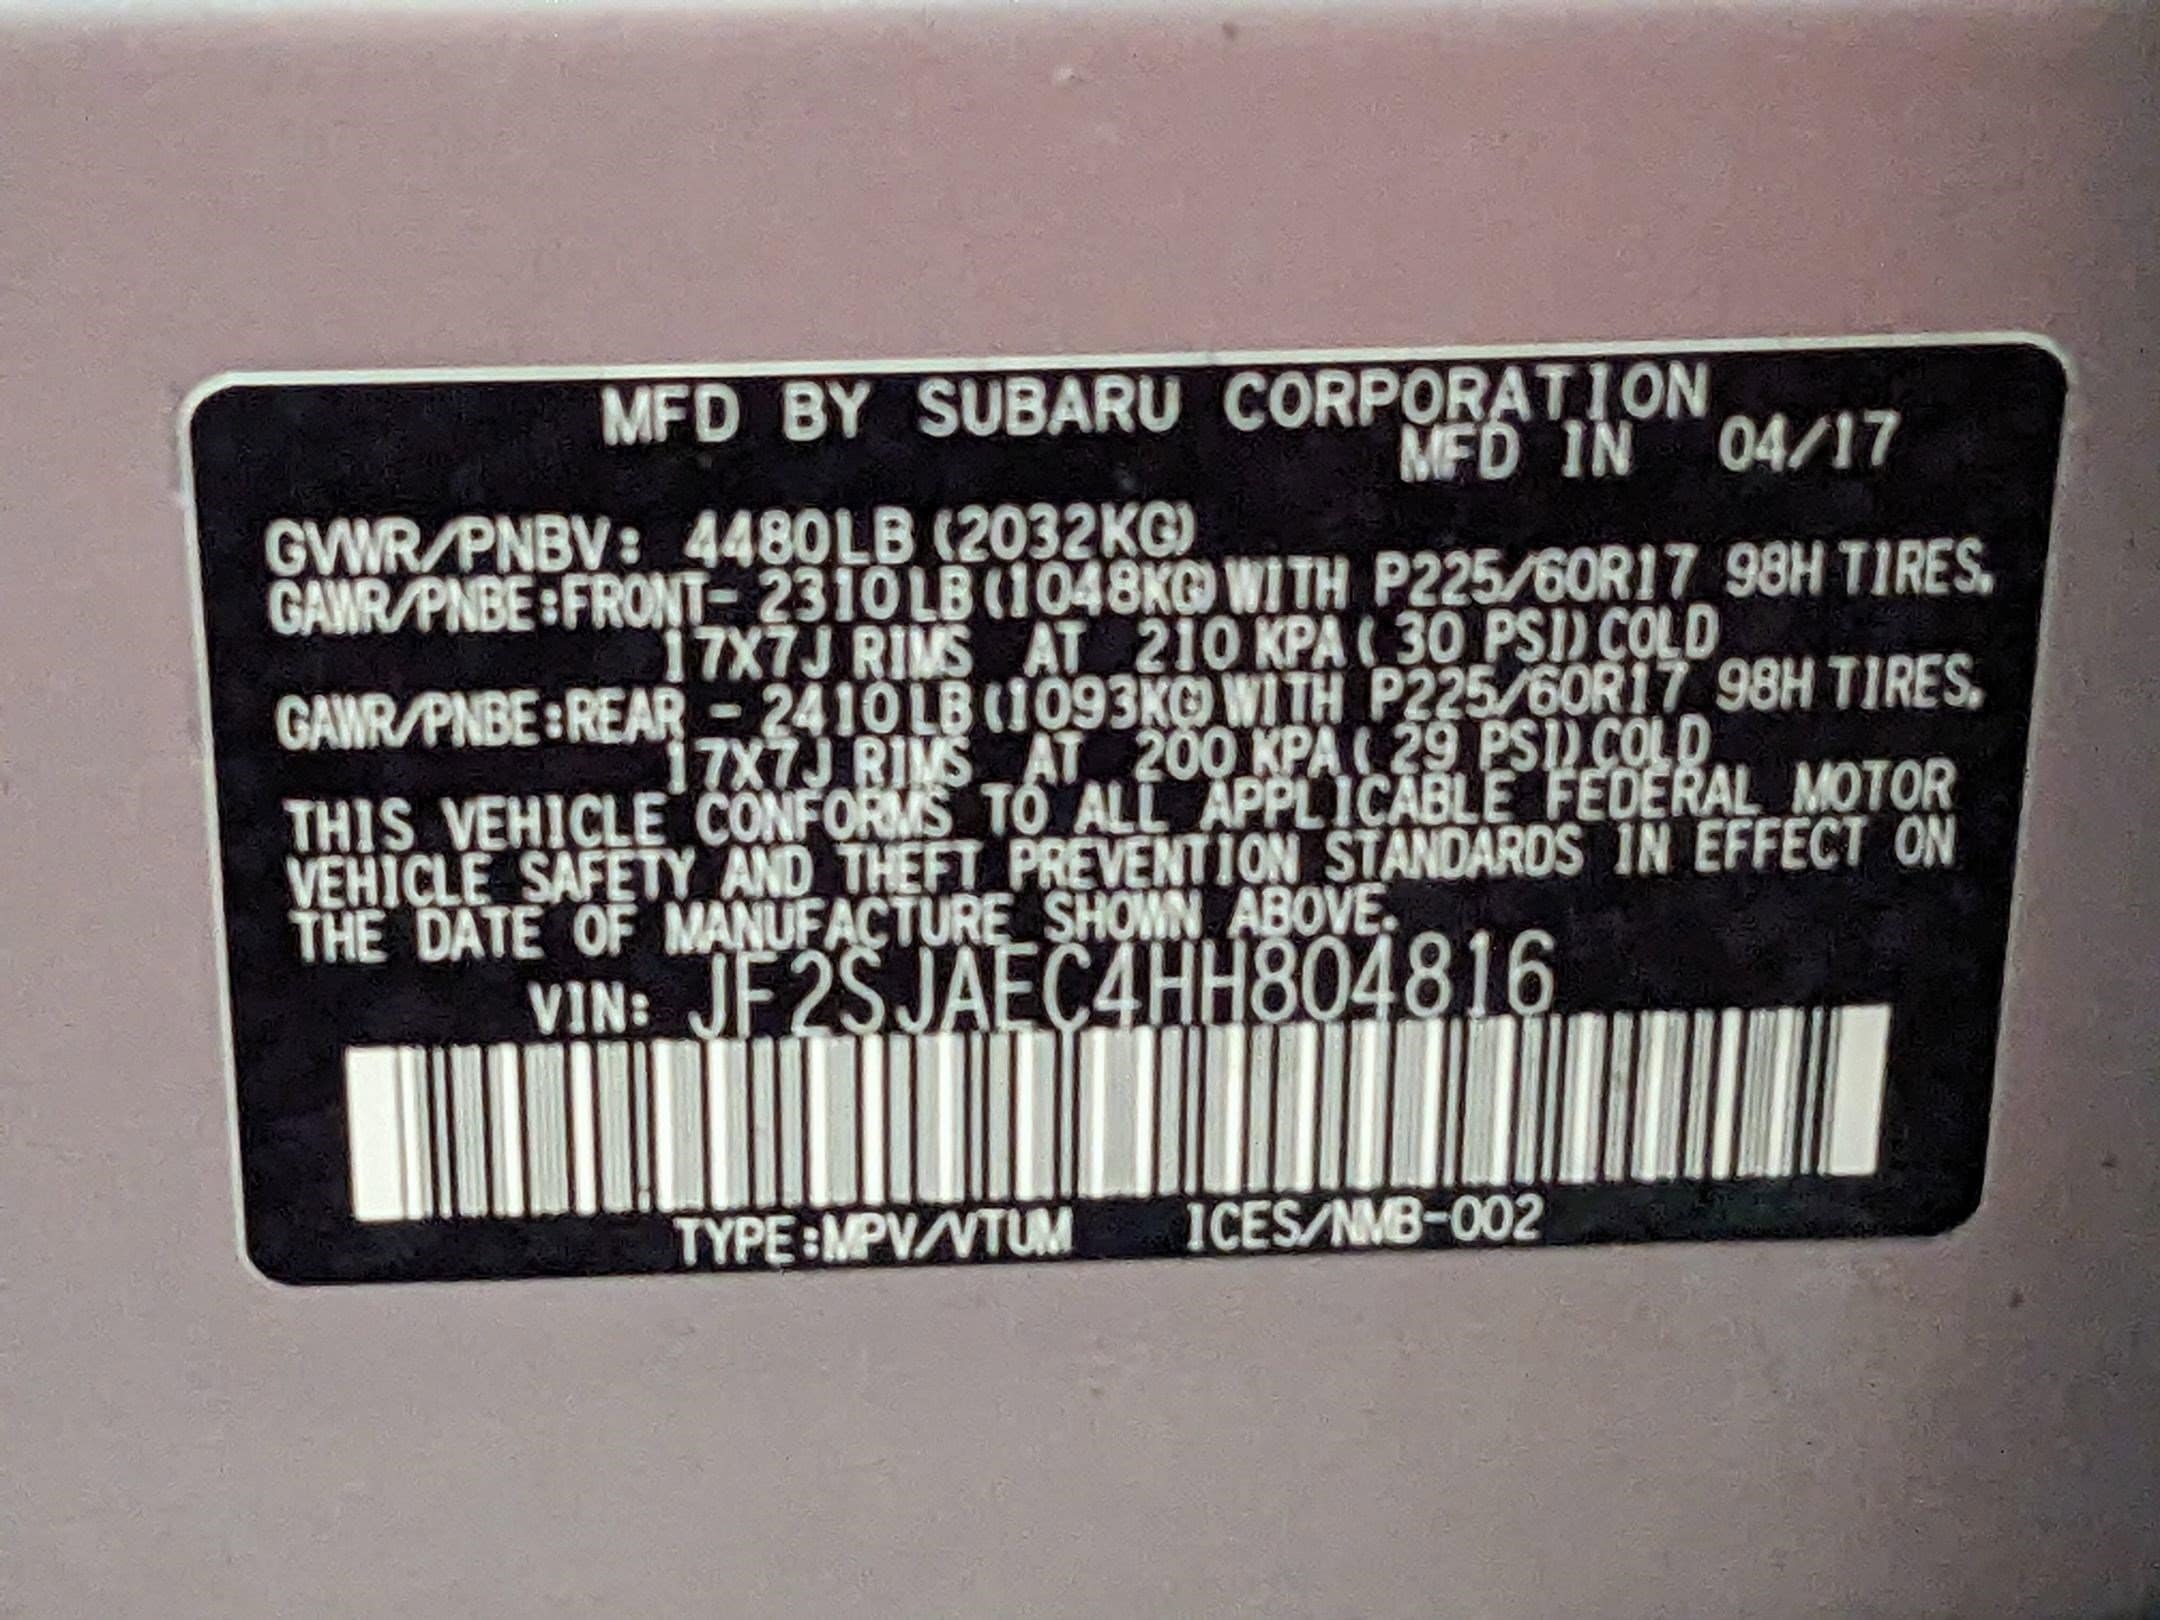 MFD BY SUBARU CORPORATION
MFD IN 04/17
GVWR/PNBV: 4480LB (2032KG)
GAWR/PNBE:FRONT- 2310LB (1048KG) WITH P225/60R17 98H TIRES,
17X7J RIMS AT 210 KPA ( 30 PSI) COLD
GAWR/PNBE:REAR - 2410LB (1093KG) WITH P225/60R17 98H TIRES,
17X7J RIMS AT 200 KPA ( 29 PSI) COLD
THIS VEHICLE CONFORMS TO ALL APPLICABLE FEDERAL MOTOR
VEHICLE SAFETY AND THEFT PREVENTION STANDARDS IN EFFECT ON
THE DATE OF MANUFACTURE SHOWN ABOVE.
VIN: JF2SJAEC4HH804816
TYPE:MPV/VTUM ICES/NMB-002